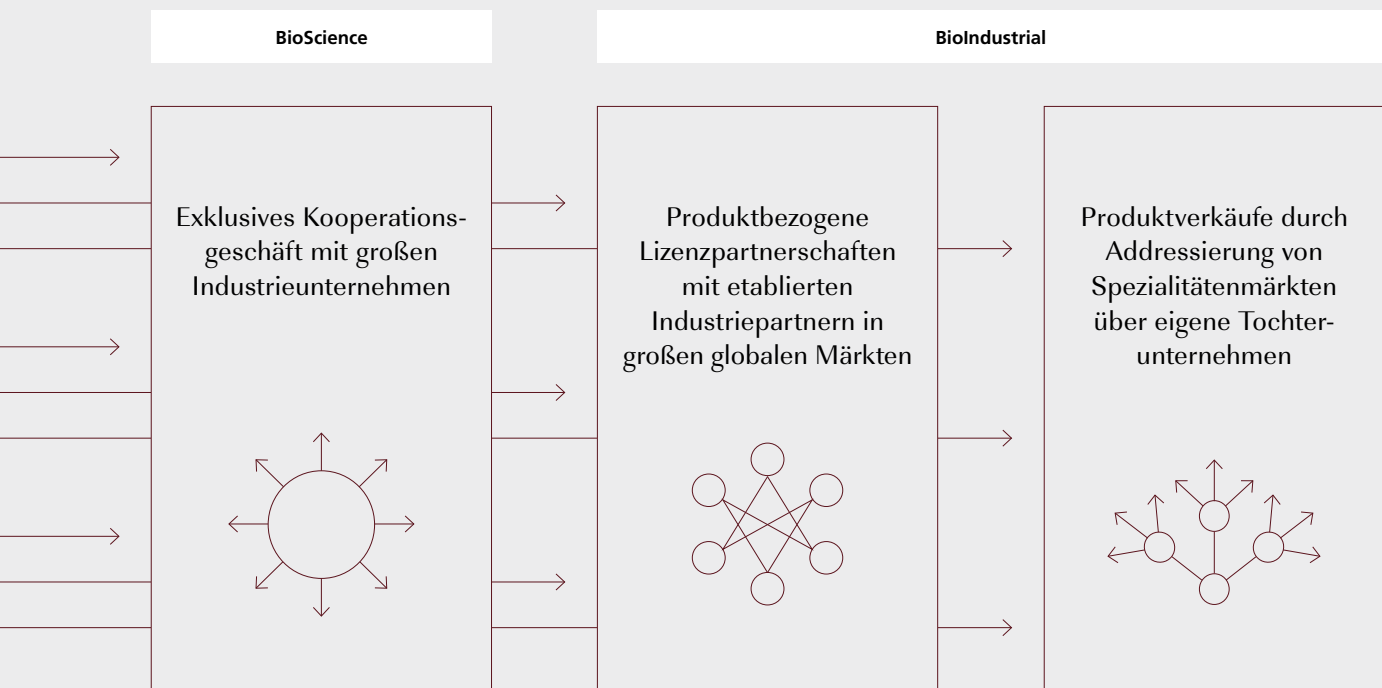 BioScience
BioIndustrial
Exklusives Kooperations-
geschäft mit großen
Industrieunternehmen
Produktbezogene
Lizenzpartnerschaften
mit etablierten
Industriepartnern in
großen globalen Märkten
Produktverkäufe durch
Addressierung von
Spezialitätenmärkten
über eigene Tochter-
unternehmen